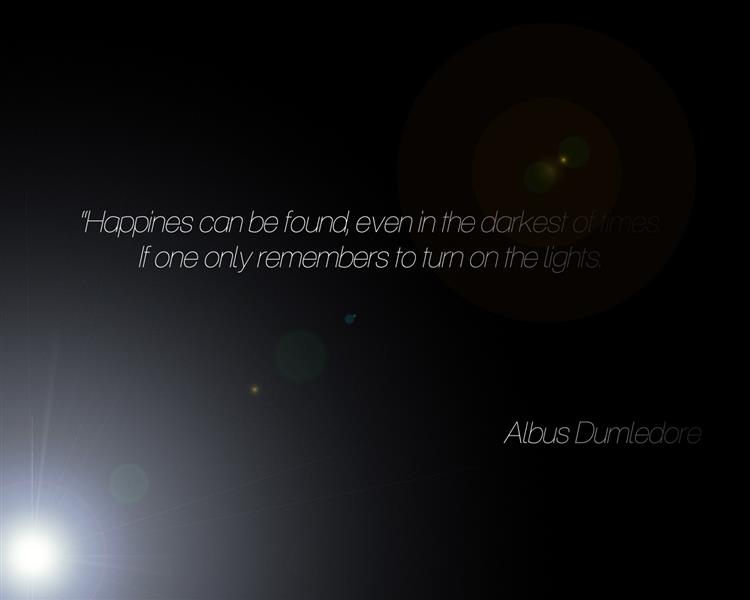 "Happines can be found, even in the darkest of times.
If one only remembers to turn on the lights.
Albus Dumledore